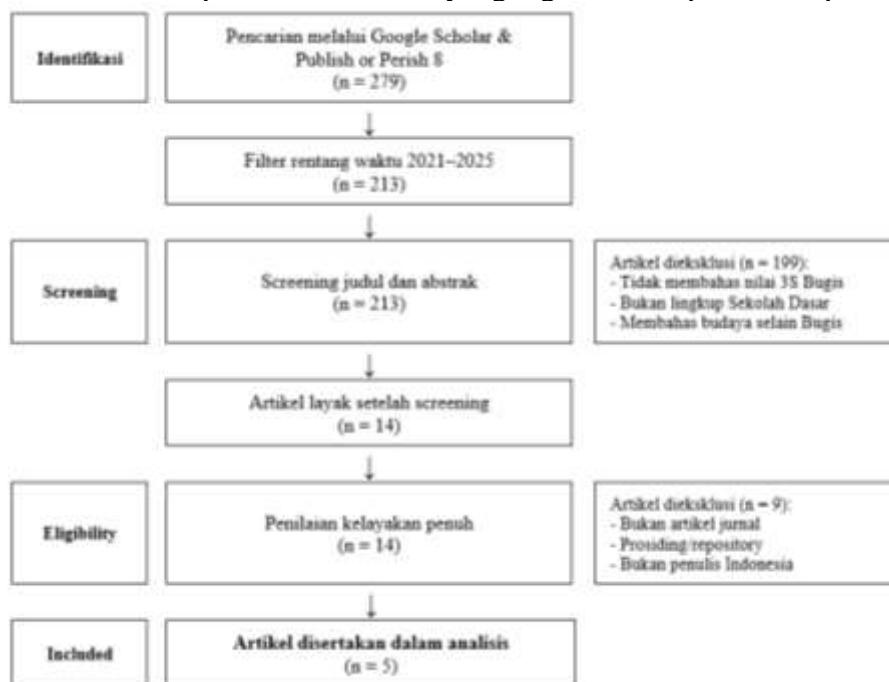 Identifikasi
Pencarian melalui Google Scholar &
Publish or Perish 8
(n = 279)
Filter rentang waktu 2021–2025
(n = 213)
Screening
Screening judul dan abstrak
(n = 213)
Artikel dieksklusi (n = 199):
- Tidak membahas nilai 3S Bugis
- Bukan lingkup Sekolah Dasar
- Membahas budaya selain Bugis
Artikel layak setelah screening
(n = 14)
Eligibility
Penilaian kelayakan penuh
(n = 14)
Artikel dieksklusi (n = 9):
- Bukan artikel jurnal
- Prosiding/repository
- Bukan penulis Indonesia
Included
Artikel disertakan dalam analisis
(n = 5)